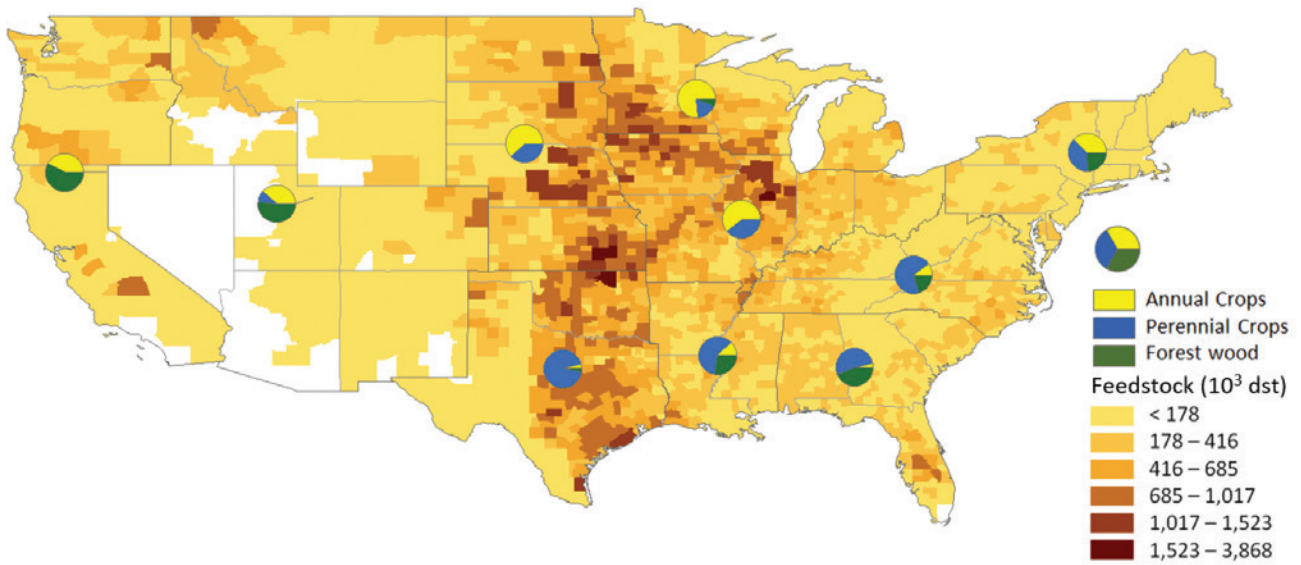 Annual Crops
Perennial Crops
Forest wood
Feedstock (10³ dst)
< 178
178 – 416
416 – 685
685 – 1,017
1,017 – 1,523
1,523 – 3,868